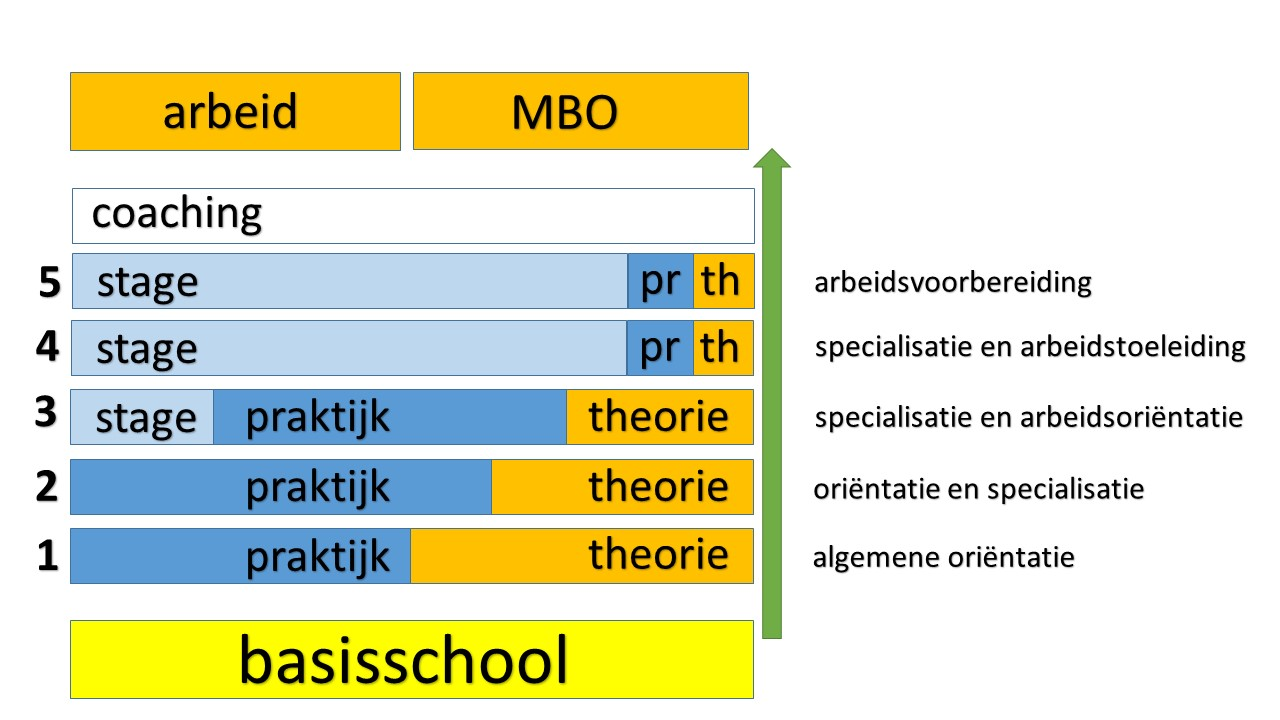 arbeid MBO
coaching
5 stage pr th arbeidsvoorbereiding
4 stage pr th specialisatie en arbeidstoeleiding
3 stage praktijk theorie specialisatie en arbeidsoriëntatie
2 praktijk theorie oriëntatie en specialisatie
1 praktijk theorie algemene oriëntatie
basisschool